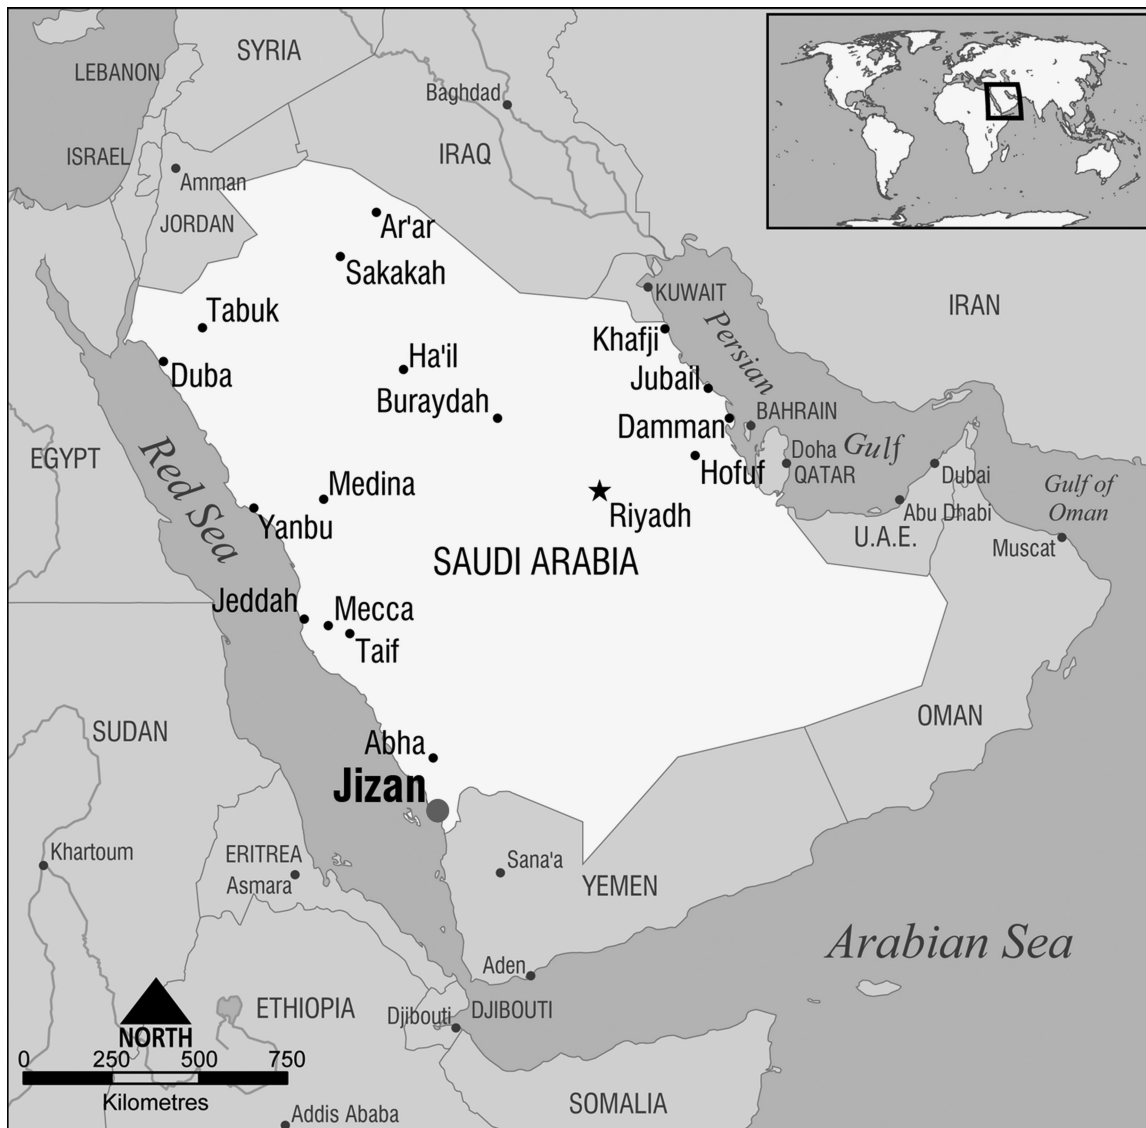 SYRIA
LEBANON
Baghdad
ISRAEL
IRAQ
Amman
JORDAN
Ar'ar
Sakakah
KUWAIT
IRAN
Tabuk
Khafji
Persian
Ha'il
Duba
Jubail
Buraydah
BAHRAIN
Damman
Gulf
EGYPT
Red Sea
Doha
QATAR
Hofuf
Dubai
Medina
Gulf of
Oman
Riyadh
Abu Dhabi
Yanbu
U.A.E.
Muscat
SAUDI ARABIA
Jeddah
Mecca
Taif
OMAN
SUDAN
Abha
Jizan
Khartoum
ERITREA
Asmara
Sana'a
YEMEN
Arabian Sea
Aden
ETHIOPIA
Djibouti
DJIBOUTI
NORTH
0 250 500 750
Kilometres
SOMALIA
Addis Ababa